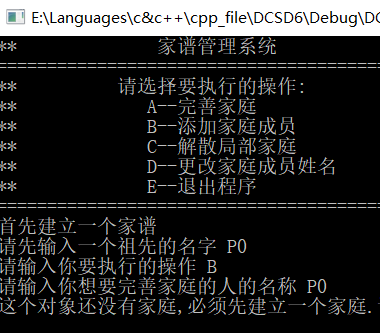 E:\Languages\c&c++\cpp_file\DCSD6\Debug\DC
** 家谱管理系统
==========================================
** 请选择要执行的操作:
** A--完善家庭
** B--添加家庭成员
** C--解散局部家庭
** D--更改家庭成员姓名
** E--退出程序
==========================================
首先建立一个家谱
请先输入一个祖先的名字 P0
请输入你要执行的操作 B
请输入你想要完善家庭的人的名称 P0
这个对象还没有家庭,必须先建立一个家庭.